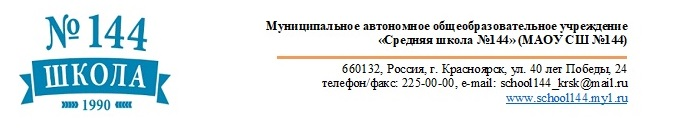 № 144
ШКОЛА
1990
Муниципальное автономное общеобразовательное учреждение
«Средняя школа №144» (МАОУ СШ №144)
660132, Россия, г. Красноярск, ул. 40 лет Победы, 24
телефон/факс: 225-00-00, e-mail: school144_krsk@mail.ru
www.school144.my1.ru